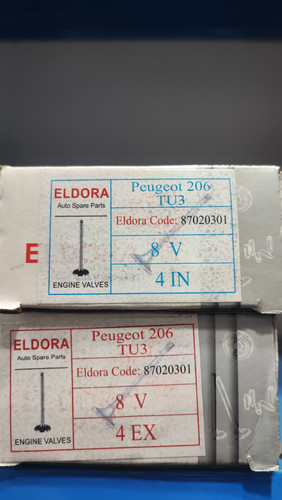 ELDORA
Auto Spare Parts
ENGINE VALVES
Peugeot 206
TU3
Eldora Code: 87020301
8 V
4 IN
E
ELDORA
Auto Spare Parts
ENGINE VALVES
Peugeot 206
TU3
Eldora Code: 87020301
8 V
4 EX